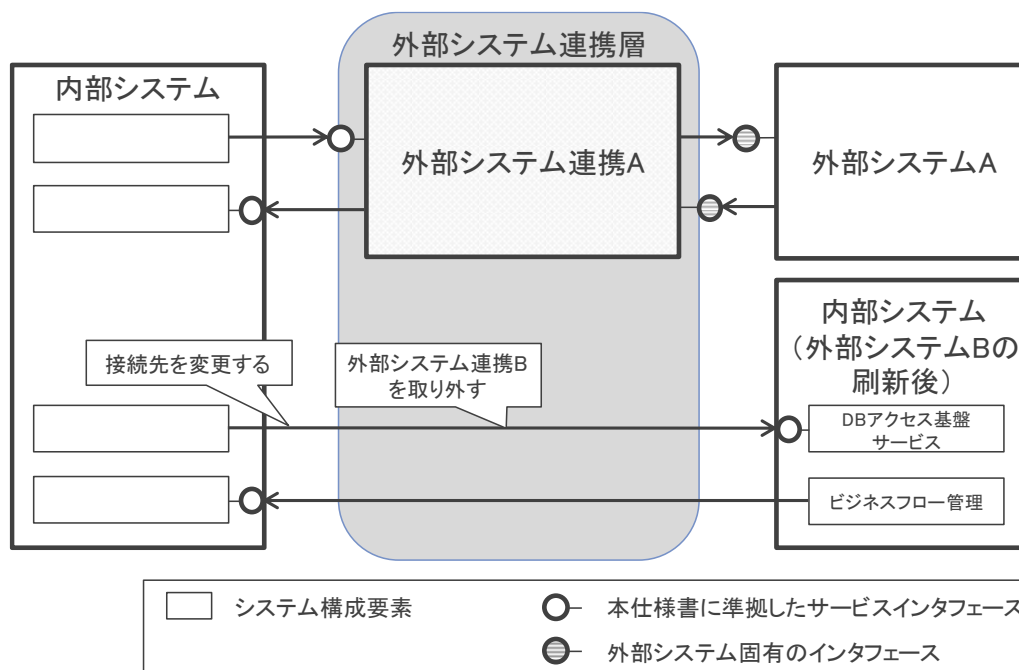 外部システム連携層
内部システム
外部システム連携A
外部システムA
内部システム
（外部システムBの
刷新後）
接続先を変更する
外部システム連携B
を取り外す
DBアクセス基盤
サービス
ビジネスフロー管理
システム構成要素
本仕様書に準拠したサービスインタフェース
外部システム固有のインタフェース